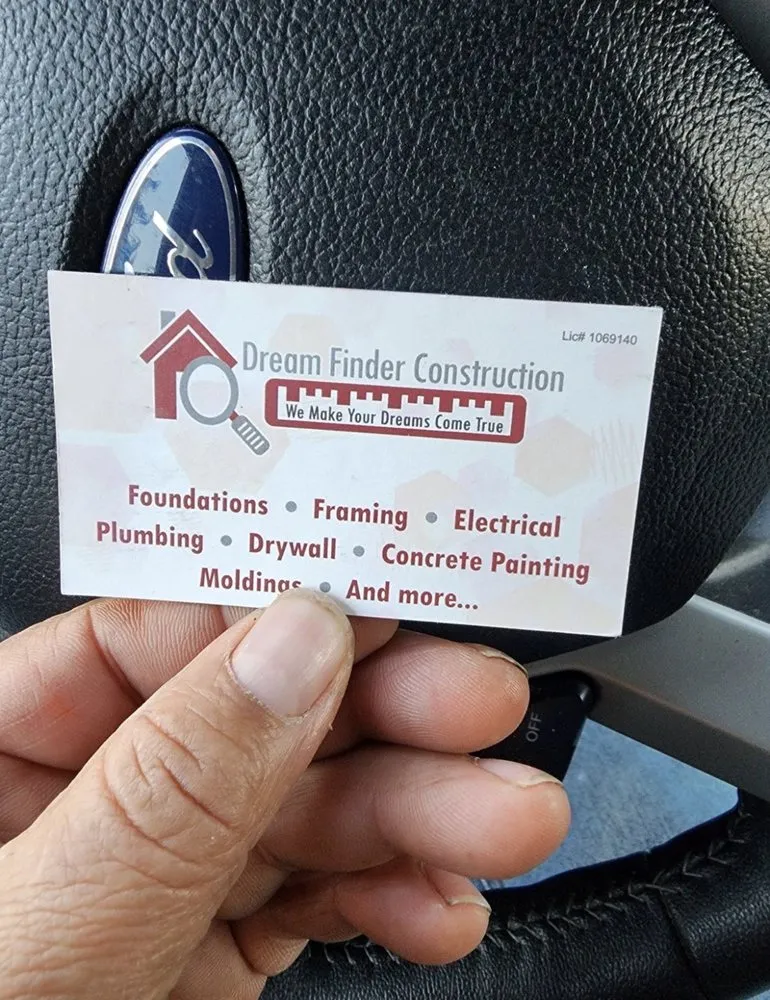 Lic# 1069140
Dream Finder Construction
We Make Your Dreams Come True
Foundations • Framing • Electrical
Plumbing • Drywall • Concrete Painting
Moldings • And more...
OFF